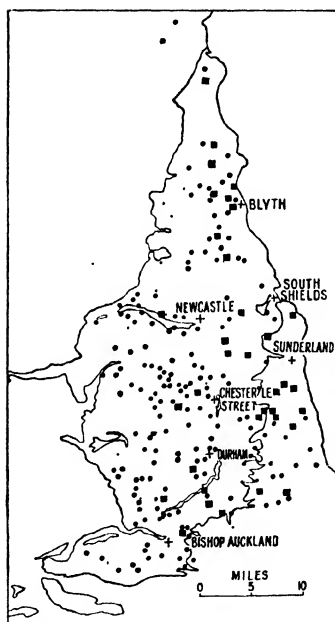 BLYTH
SOUTH
SHIELDS
NEWCASTLE
SUNDERLAND
CHESTER LE
STREET
DURHAM
BISHOP AUCKLAND
MILES
0 5 10